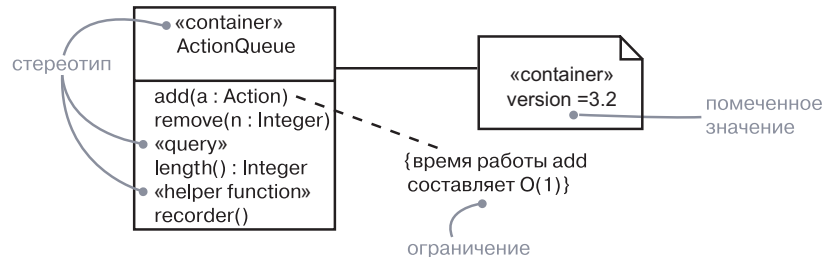 «container»
ActionQueue
стереотип
add(a : Action)
remove(n : Integer)
«query»
length() : Integer
«helper function»
recorder()
«container»
version =3.2
помеченное
значение
{время работы add
составляет O(1)}
ограничение